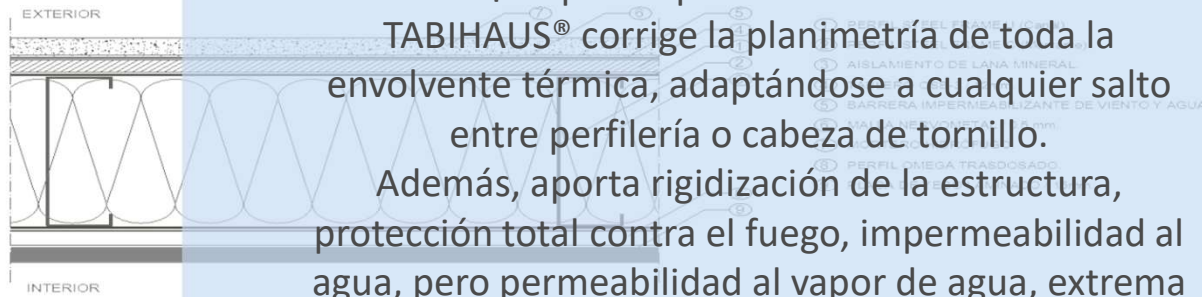 EXTERIOR
TABIHAUS® corrige la planimetría de toda la
envolvente térmica, adaptándose a cualquier salto
entre perfilería o cabeza de tornillo.
Además, aporta rigidización de la estructura,
protección total contra el fuego, impermeabilidad al
agua, pero permeabilidad al vapor de agua, extrema
INTERIOR
AISLAMIENTO DE LANA MINERAL.
BARRERA IMPERMEABILIZANTE DE VIENTO Y AGUA
PERFIL OMEGA TRASDOSADO.